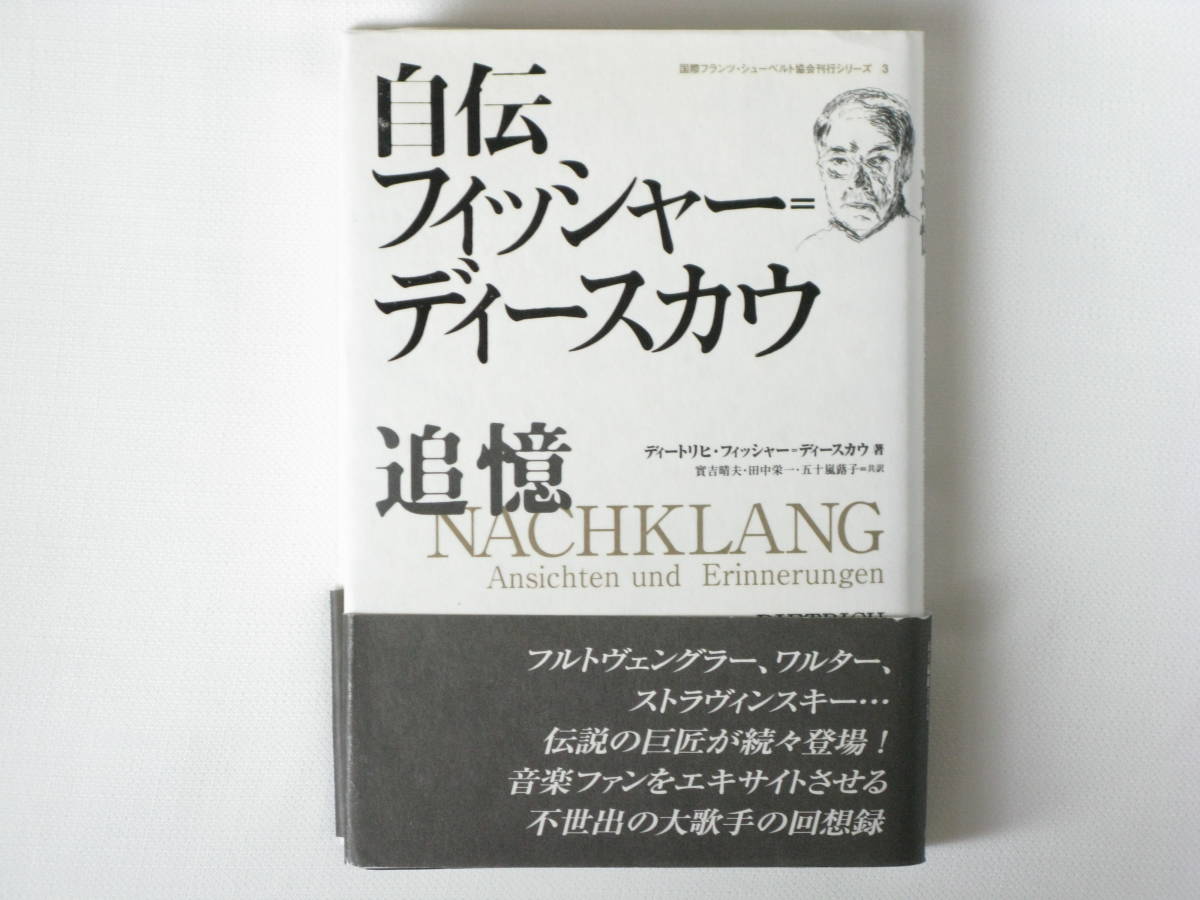 国際フランツ・シューベルト協会刊行シリーズ 3
自伝
フィッシャー=
ディースカウ
追憶
ディートリヒ・フィッシャー=ディースカウ 著
實吉晴夫・田中栄一・五十嵐蕗子=共訳
NACHKLANG
Ansichten und Erinnerungen
DIETRICH
フルトヴェングラー、ワルター、
ストラヴィンスキー…
伝説の巨匠が続々登場!
音楽ファンをエキサイトさせる
不世出の大歌手の回想録